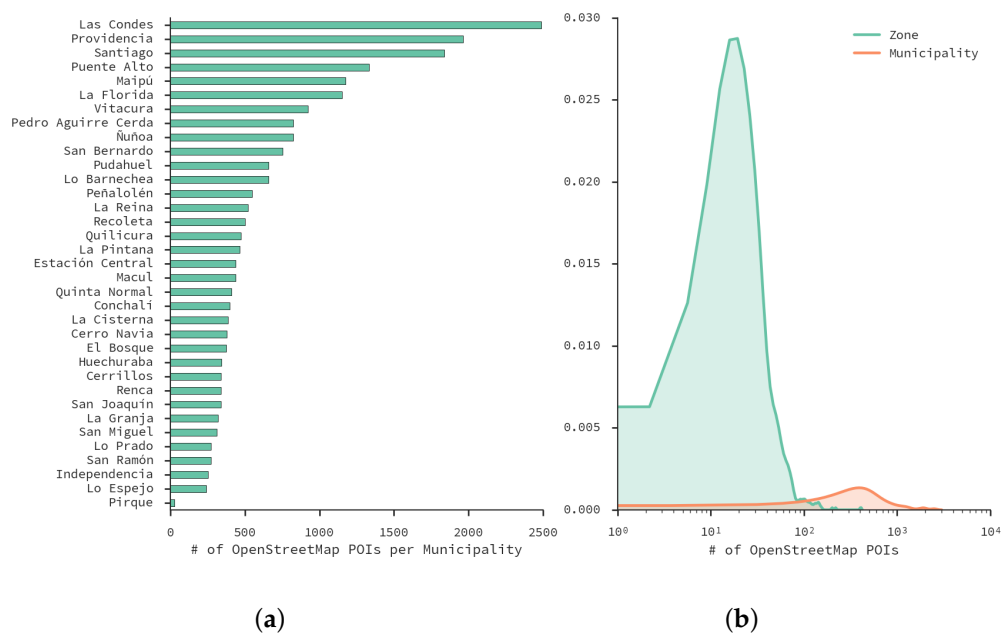 Las Condes
Providencia
Santiago
Puente Alto
Maipú
La Florida
Vitacura
Pedro Aguirre Cerda
Ñuñoa
San Bernardo
Pudahuel
Lo Barnechea
Peñalolén
La Reina
Recoleta
Quilicura
La Pintana
Estación Central
Macul
Quinta Normal
Conchalí
La Cisterna
Cerro Navia
El Bosque
Huechuraba
Cerrillos
Renca
San Joaquín
La Granja
San Miguel
Lo Prado
San Ramón
Independencia
Lo Espejo
Pirque
0 500 1000 1500 2000 2500
# of OpenStreetMap POIs per Municipality
(a)
0.030
0.025
0.020
0.015
0.010
0.005
0.000
Zone
Municipality
10⁰ 10¹ 10² 10³ 10⁴
# of OpenStreetMap POIs
(b)